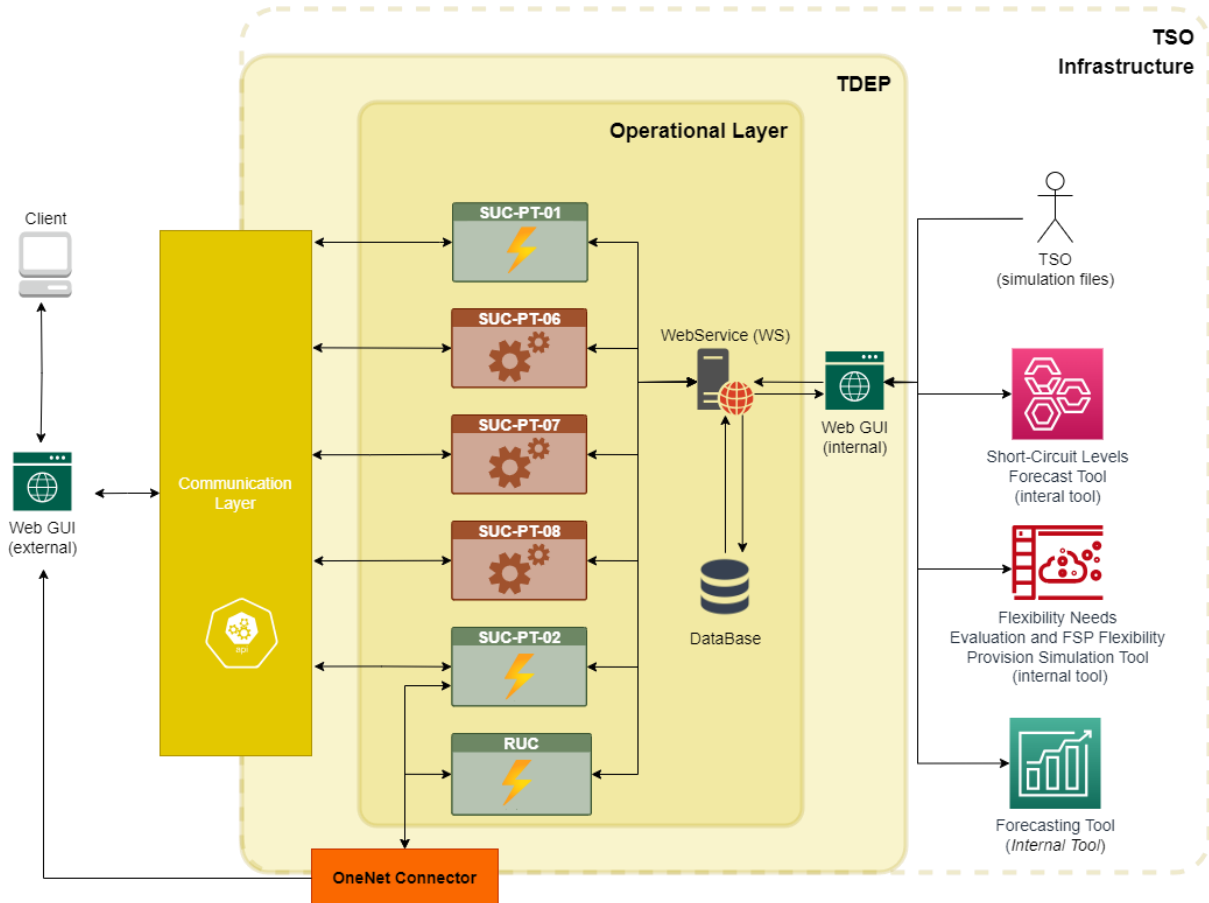 TSO
Infrastructure
TDEP
Operational Layer
Client
Web GUI
(external)
Communication
Layer
api
SUC-PT-01
SUC-PT-06
SUC-PT-07
SUC-PT-08
SUC-PT-02
RUC
OneNet Connector
WebService (WS)
DataBase
Web GUI
(internal)
TSO
(simulation files)
Short-Circuit Levels
Forecast Tool
(interal tool)
Flexibility Needs
Evaluation and FSP Flexibility
Provision Simulation Tool
(internal tool)
Forecasting Tool
(Internal Tool)